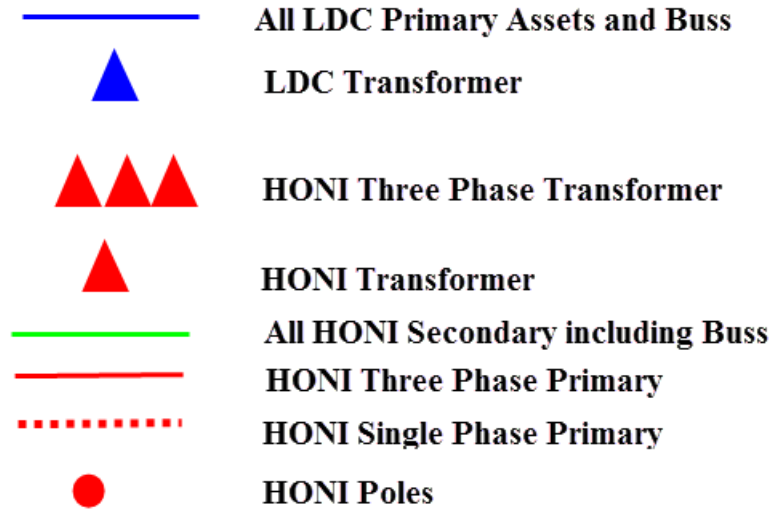 All LDC Primary Assets and Buss
LDC Transformer
HONI Three Phase Transformer
HONI Transformer
All HONI Secondary including Buss
HONI Three Phase Primary
HONI Single Phase Primary
HONI Poles